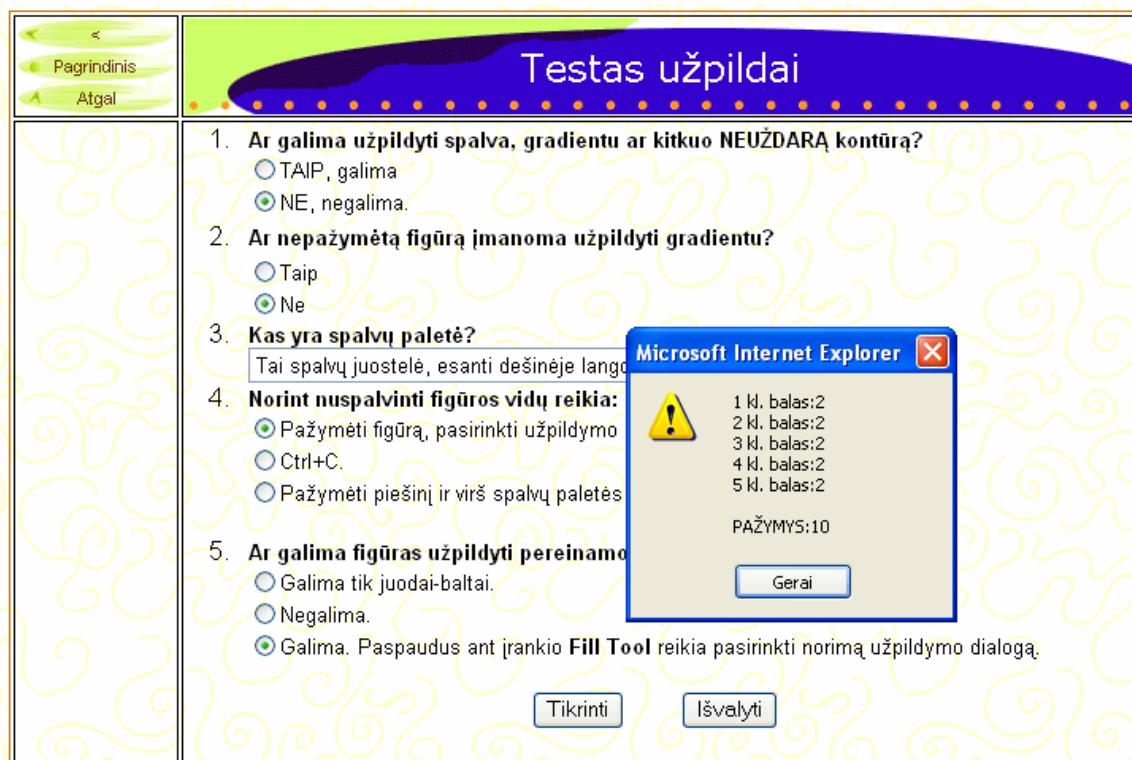 <
Pagrindinis
Atgal
Testas užpildai
1. Ar galima užpildyti spalva, gradientu ar kitkuo NEUŽDARĄ kontūrą?
TAIP, galima
NE, negalima.
2. Ar nepažymėtą figūrą įmanoma užpildyti gradientu?
Taip
Ne
3. Kas yra spalvų paletė?
Tai spalvų juostelė, esanti dešinėje lango
4. Norint nuspalvinti figūros vidų reikia:
Pažymėti figūrą, pasirinkti užpildymo
Ctrl+C.
Pažymėti piešinį ir virš spalvų paletės
5. Ar galima figūras užpildyti pereinamo
Galima tik juodai-baltai.
Negalima.
Galima. Paspaudus ant įrankio Fill Tool reikia pasirinkti norimą užpildymo dialogą.
Tikrinti
Išvalyti
Microsoft Internet Explorer
1 kl. balas:2
2 kl. balas:2
3 kl. balas:2
4 kl. balas:2
5 kl. balas:2
PAŽYMYS:10
Gerai